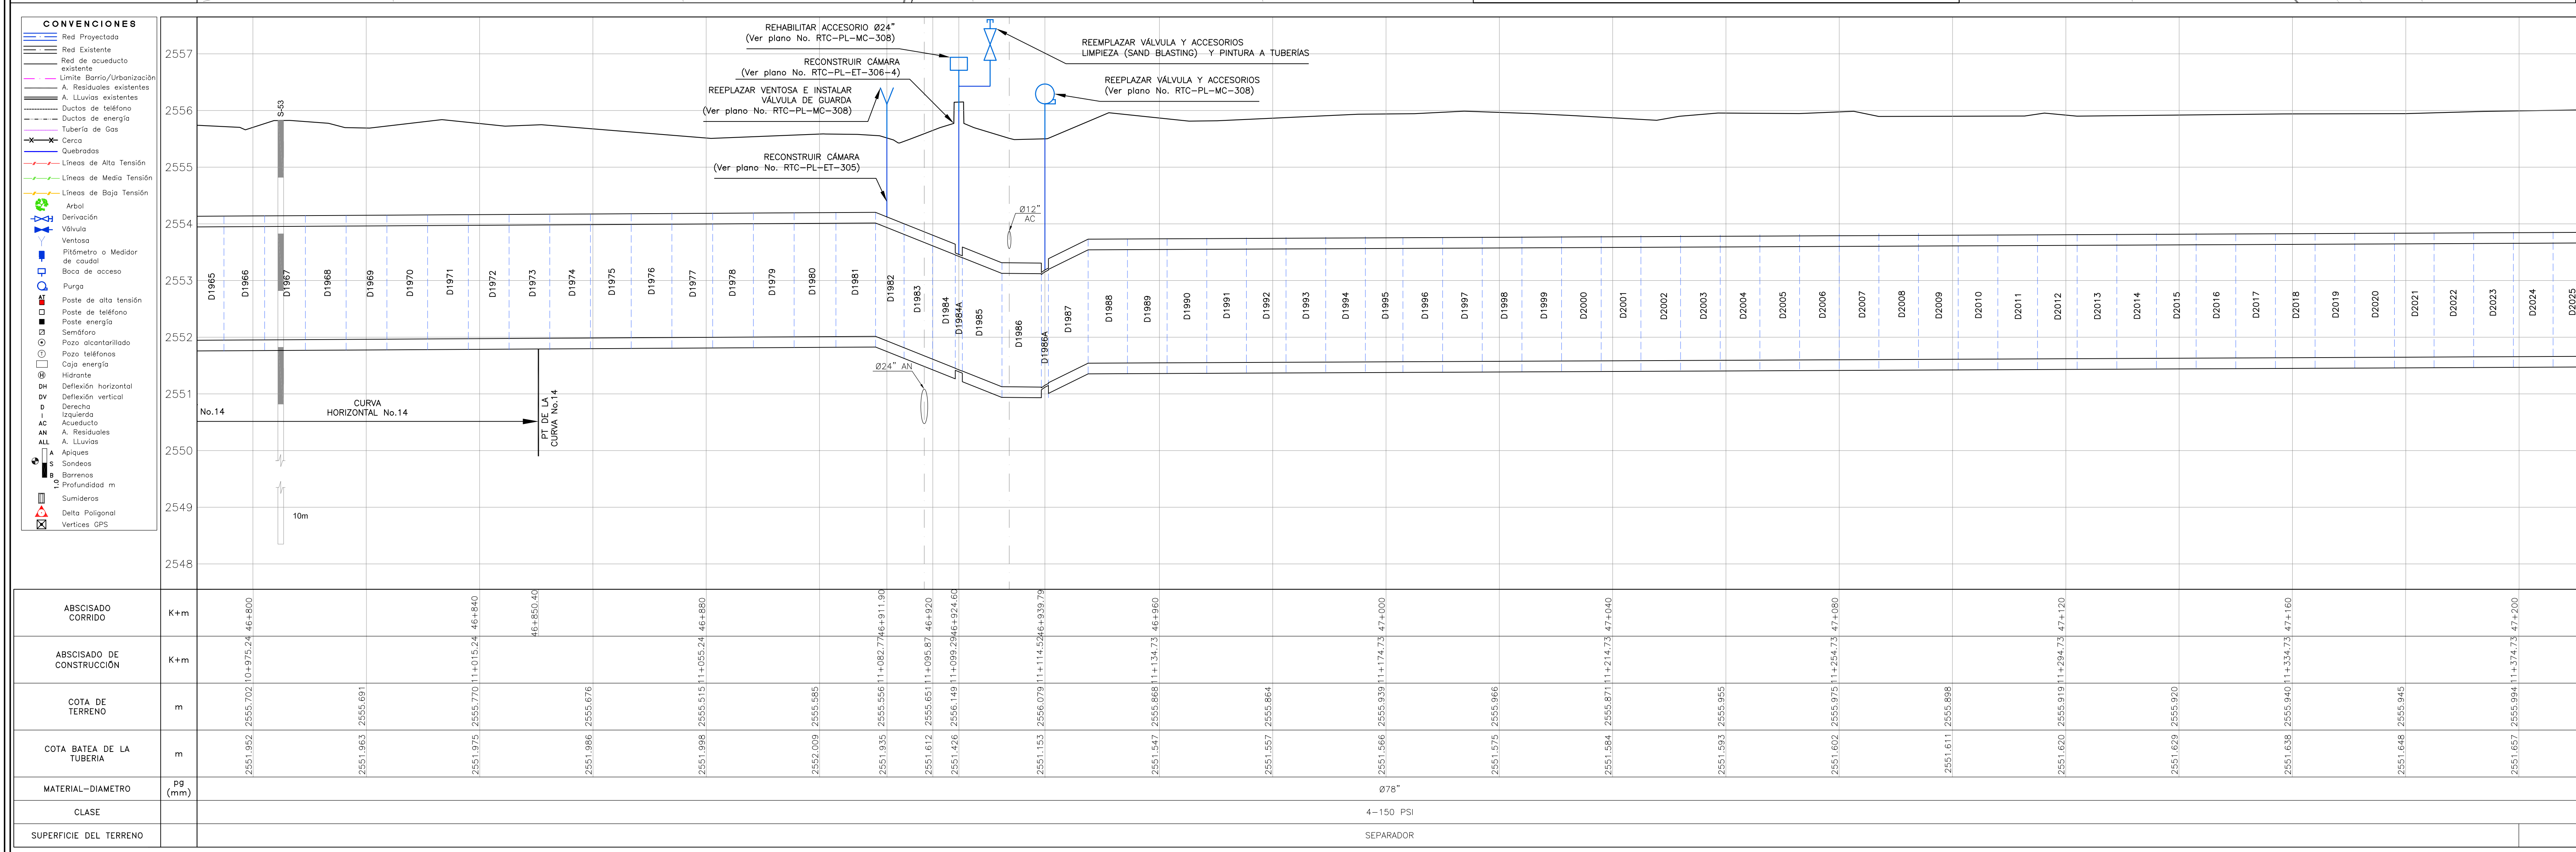 CONVENCIONES
Red Proyectada
Red Existente
Red de acueducto
existente
Limite Barrio/Urbanización
A. Residuales existentes
A. LLuvias existentes
Ductos de teléfono
Ductos de energía
Tubería de Gas
Cerca
Quebradas
Líneas de Alta Tensión
Líneas de Media Tensión
Líneas de Baja Tensión
Arbol
Derivación
Válvula
Ventosa
Pitómetro o Medidor
de caudal
Boca de acceso
Purga
AT Poste de alta tensión
Poste de teléfono
Poste energía
Semáforo
Pozo alcantarillado
T Pozo teléfonos
Caja energía
H Hidrante
DH Deflexión horizontal
DV Deflexión vertical
D Derecha
I Izquierda
AC Acueducto
AN A. Residuales
ALL A. LLuvias
A Apiques
S Sondeos
B Barrenos
1.0 Profundidad m
Sumideros
Delta Poligonal
Vertices GPS
2557
2556
2555
2554
2553
2552
2551
2550
2549
2548
S-53
10m
REHABILITAR ACCESORIO Ø24"
(Ver plano No. RTC-PL-MC-308)
RECONSTRUIR CÁMARA
(Ver plano No. RTC-PL-ET-306-4)
REEPLAZAR VENTOSA E INSTALAR
VÁLVULA DE GUARDA
(Ver plano No. RTC-PL-MC-308)
RECONSTRUIR CÁMARA
(Ver plano No. RTC-PL-ET-305)
REEMPLAZAR VÁLVULA Y ACCESORIOS
LIMPIEZA (SAND BLASTING) Y PINTURA A TUBERÍAS
REEPLAZAR VÁLVULA Y ACCESORIOS
(Ver plano No. RTC-PL-MC-308)
Ø12"
AC
Ø24" AN
D1965 D1966 D1967 D1968 D1969 D1970 D1971 D1972 D1973 D1974 D1975 D1976 D1977 D1978 D1979 D1980 D1981 D1982 D1983 D1984 D1984A D1985 D1986 D1986A D1987 D1988 D1989 D1990 D1991 D1992 D1993 D1994 D1995 D1996 D1997 D1998 D1999 D2000 D2001 D2002 D2003 D2004 D2005 D2006 D2007 D2008 D2009 D2010 D2011 D2012 D2013 D2014 D2015 D2016 D2017 D2018 D2019 D2020 D2021 D2022 D2023 D2024 D2025
No.14
CURVA
HORIZONTAL No.14
PT DE LA
CURVA No.14
ABSCISADO
CORRIDO
K+m
46+800 46+840 46+850.40 46+880 46+911.90 46+920 46+924.60 46+939.79 46+960 47+000 47+040 47+080 47+120 47+160 47+200
ABSCISADO DE
CONSTRUCCIÓN
K+m
10+975.24 11+015.24 11+055.24 11+082.77 11+095.87 11+099.29 11+114.52 11+134.73 11+174.73 11+214.73 11+254.73 11+294.73 11+334.73 11+374.73
COTA DE
TERRENO
m
2555.702 2555.691 2555.770 2555.676 2555.515 2555.585 2555.556 2555.651 2556.149 2556.079 2555.868 2555.864 2555.939 2555.966 2555.871 2555.955 2555.975 2555.898 2555.919 2555.920 2555.940 2555.945 2555.994
COTA BATEA DE LA
TUBERIA
m
2551.952 2551.963 2551.975 2551.986 2551.998 2552.009 2551.935 2551.612 2551.426 2551.153 2551.547 2551.557 2551.566 2551.575 2551.584 2551.593 2551.602 2551.611 2551.620 2551.629 2551.638 2551.648 2551.657
MATERIAL-DIAMETRO
pg
(mm)
Ø78"
CLASE
4-150 PSI
SUPERFICIE DEL TERRENO
SEPARADOR